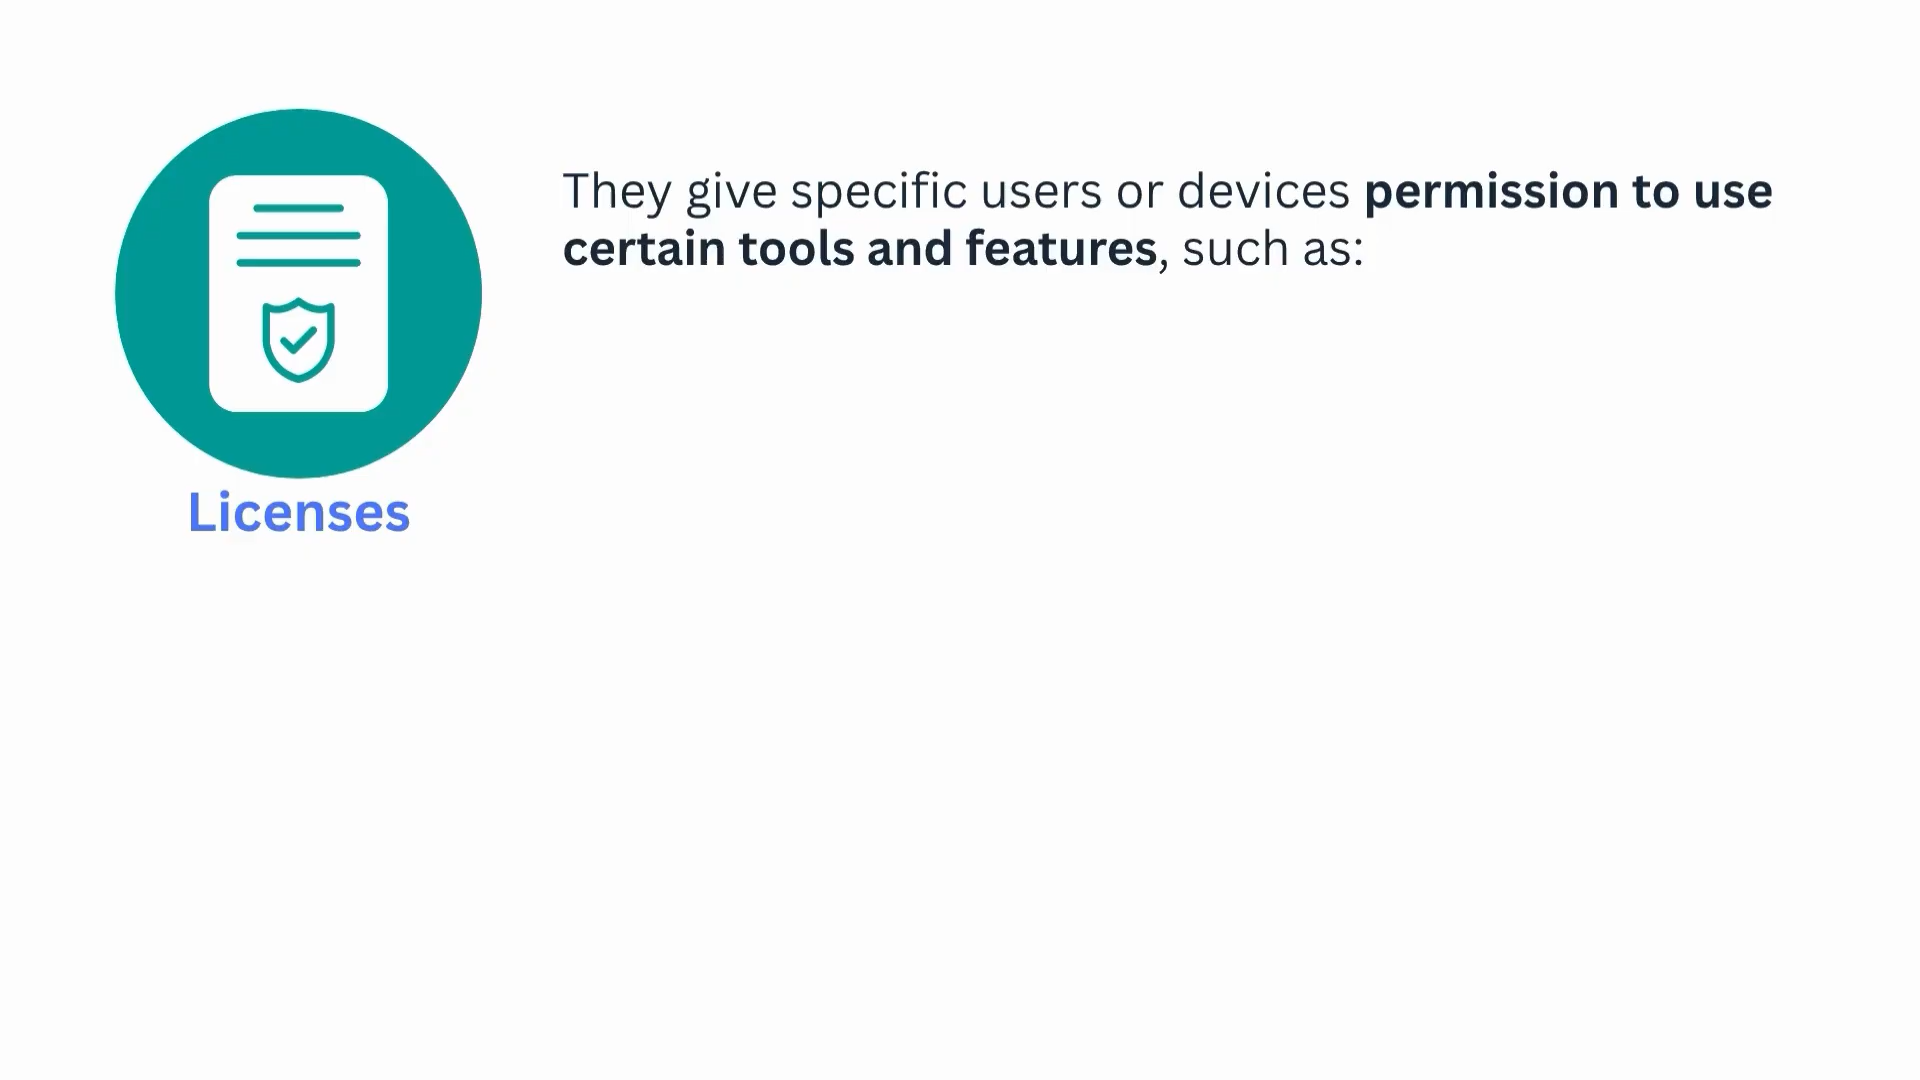 They give specific users or devices permission to use
certain tools and features, such as:
Licenses